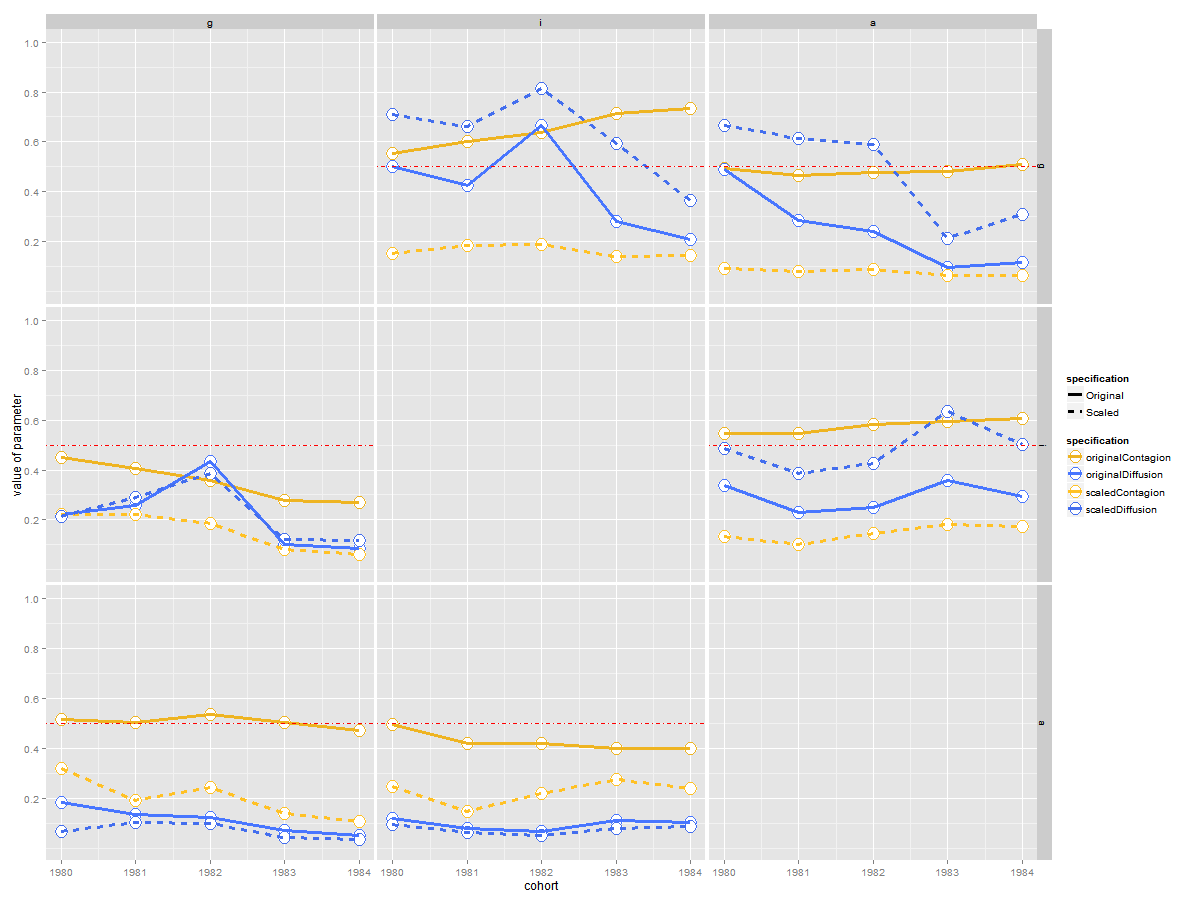 g
i
a
1.0
0.8
0.6
0.4
0.2
g
1.0
0.8
0.6
0.4
0.2
i
1.0
0.8
0.6
0.4
0.2
a
1980
1981
1982
1983
1984
1980
1981
1982
1983
1984
1980
1981
1982
1983
1984
cohort
value of parameter
specification
Original
Scaled
specification
originalContagion
originalDiffusion
scaledContagion
scaledDiffusion